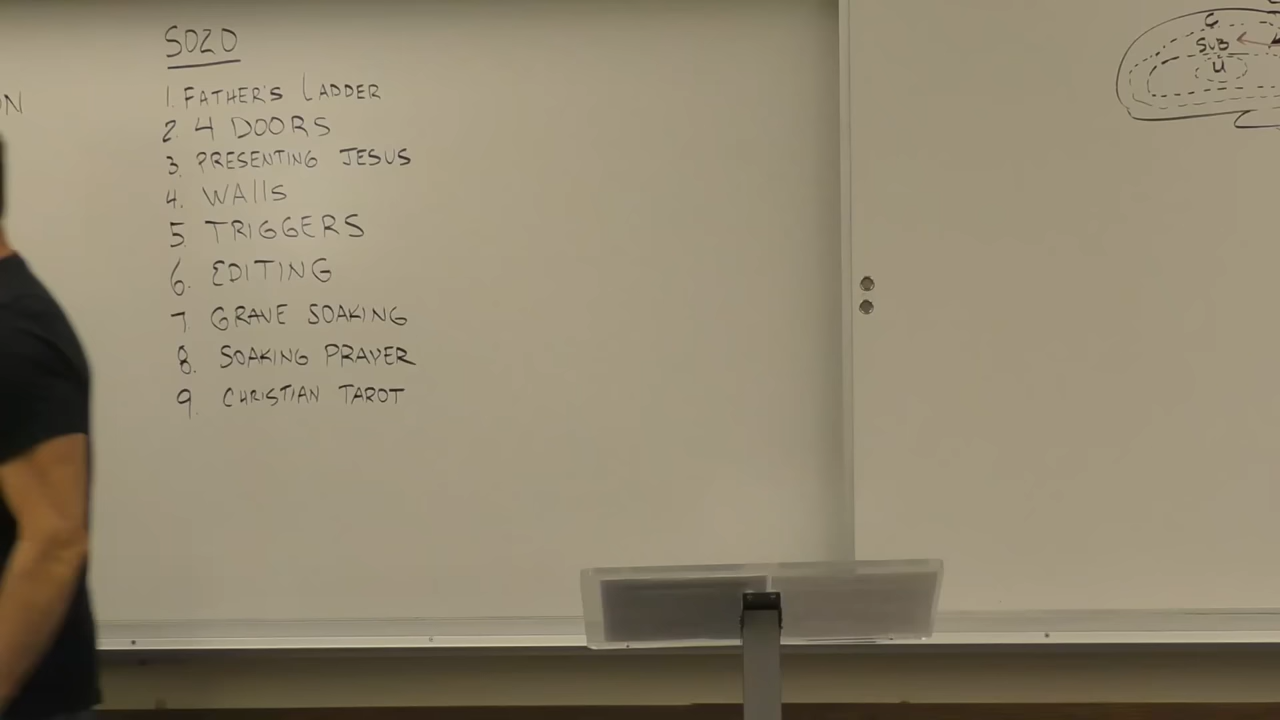 ON
SOZO
1. FATHER'S LADDER
2. 4 DOORS
3. PRESENTING JESUS
4. WAllS
5. TRIGGERS
6. EDITING
7. GRAVE SOAKING
8. SOAKING PRAYER
9. CHRISTIAN TAROT
C
SUB
U